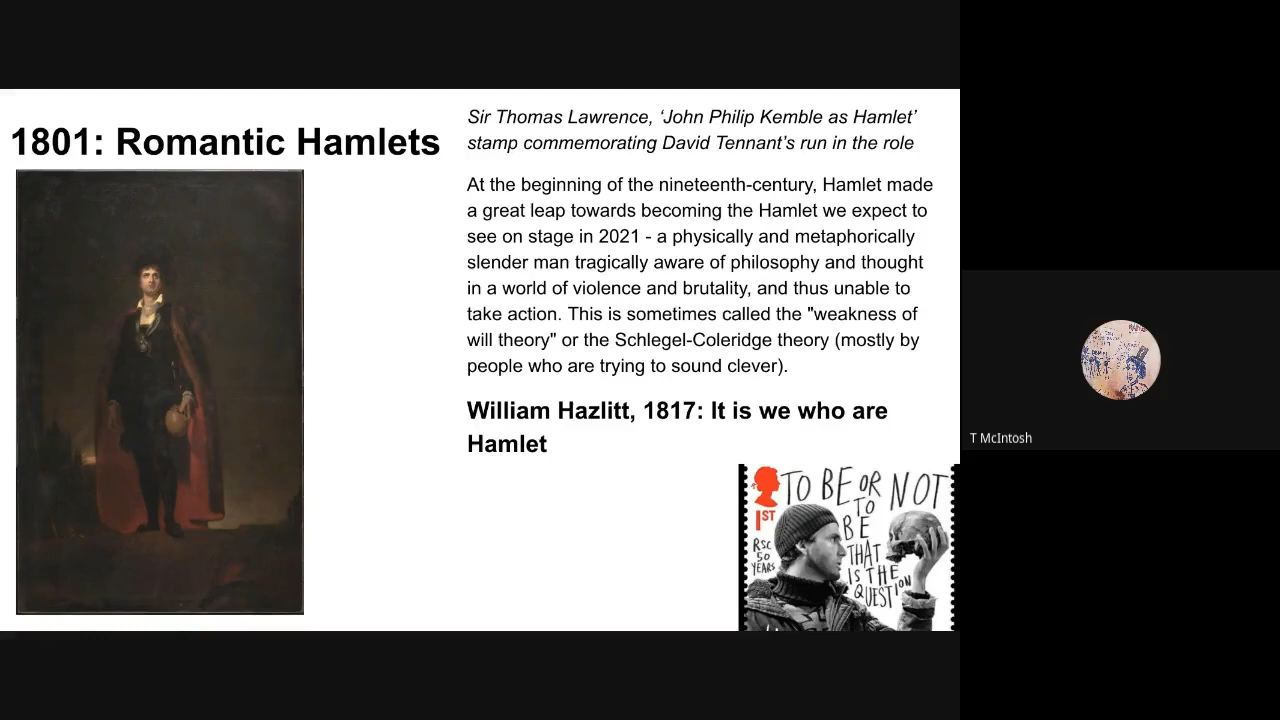 1801: Romantic Hamlets
Sir Thomas Lawrence, ‘John Philip Kemble as Hamlet’
stamp commemorating David Tennant’s run in the role
At the beginning of the nineteenth-century, Hamlet made
a great leap towards becoming the Hamlet we expect to
see on stage in 2021 - a physically and metaphorically
slender man tragically aware of philosophy and thought
in a world of violence and brutality, and thus unable to
take action. This is sometimes called the "weakness of
will theory" or the Schlegel-Coleridge theory (mostly by
people who are trying to sound clever).
William Hazlitt, 1817: It is we who are
Hamlet
TO BE OR NOT
TO
BE
THAT
IS THE
QUESTION
1ST
RSC
50
YEARS
T McIntosh